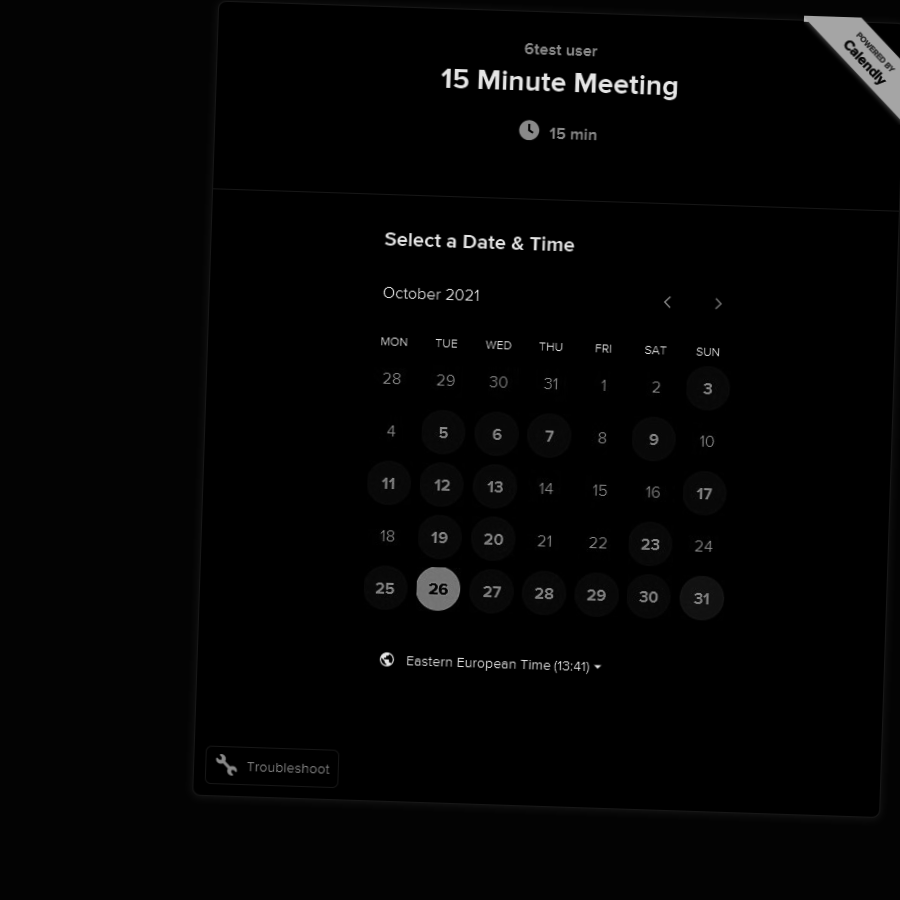 6test user
15 Minute Meeting
15 min
POWERED BY
Calendly
Select a Date & Time
October 2021
MON TUE WED THU FRI SAT SUN
28 29 30 31 1 2 3
4 5 6 7 8 9 10
11 12 13 14 15 16 17
18 19 20 21 22 23 24
25 26 27 28 29 30 31
Eastern European Time (13:41)
Troubleshoot